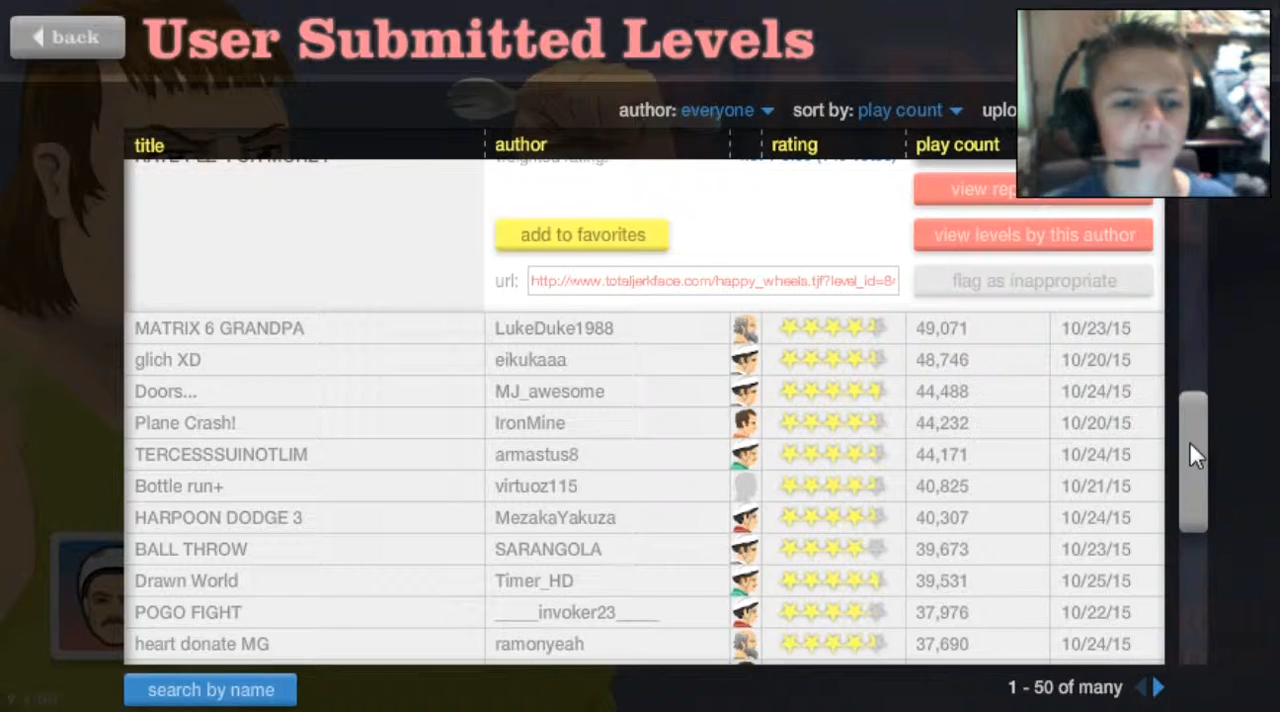 back
User Submitted Levels
author: everyone sort by: play count uplo
title author rating play count
add to favorites view levels by this author
url: http://www.totaljerkface.com/happy_wheels.tjf?level_id=8 flag as inappropriate
MATRIX 6 GRANDPA LukeDuke1988 49,071 10/23/15
glich XD eikukaaa 48,746 10/20/15
Doors... MJ_awesome 44,488 10/24/15
Plane Crash! IronMine 44,232 10/20/15
TERCESSSUINOTLIM armastus8 44,171 10/24/15
Bottle run+ virtuoz115 40,825 10/21/15
HARPOON DODGE 3 MezakaYakuza 40,307 10/24/15
BALL THROW SARANGOLA 39,673 10/23/15
Drawn World Timer_HD 39,531 10/25/15
POGO FIGHT ____invoker23_____ 37,976 10/22/15
heart donate MG ramonyeah 37,690 10/24/15
search by name 1 - 50 of many